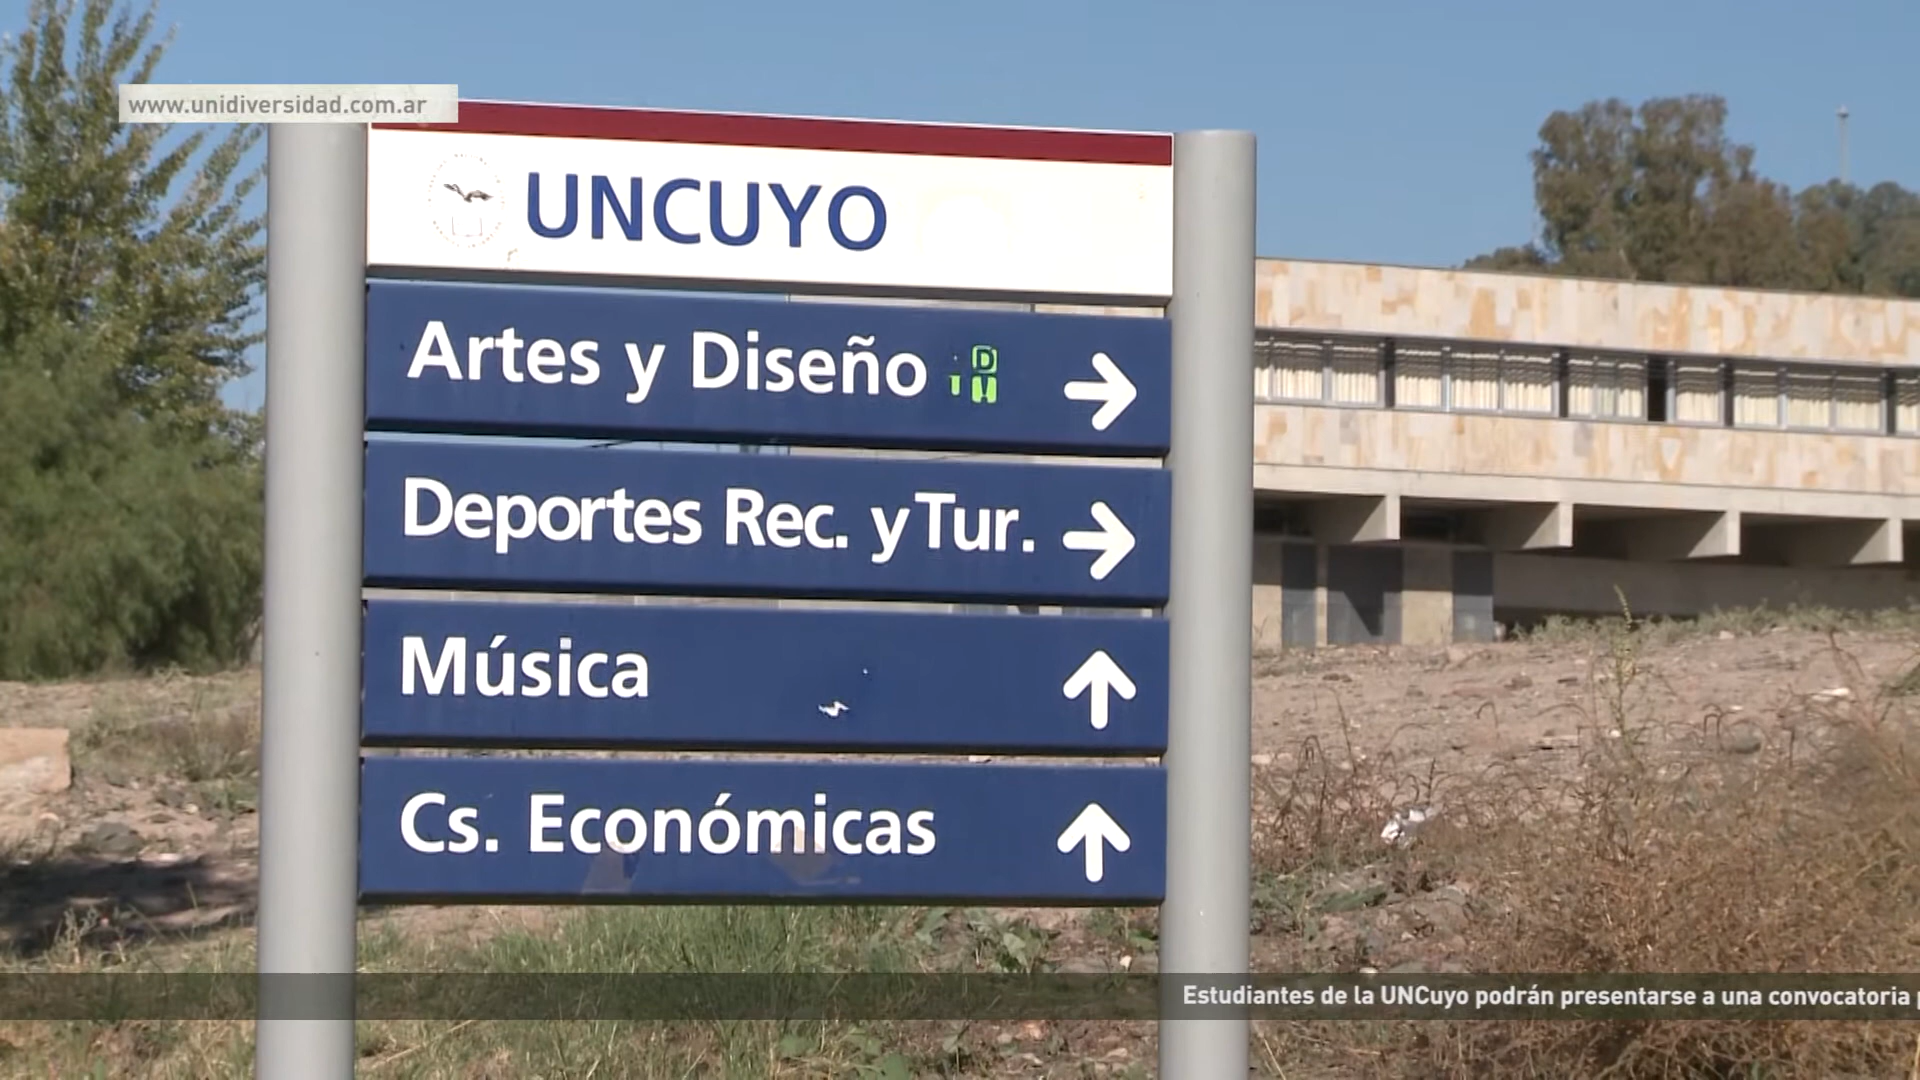 www.unidiversidad.com.ar
UNCUYO
Artes y Diseño
Deportes Rec. y Tur.
Música
Cs. Económicas
Estudiantes de la UNCuyo podrán presentarse a una convocatoria